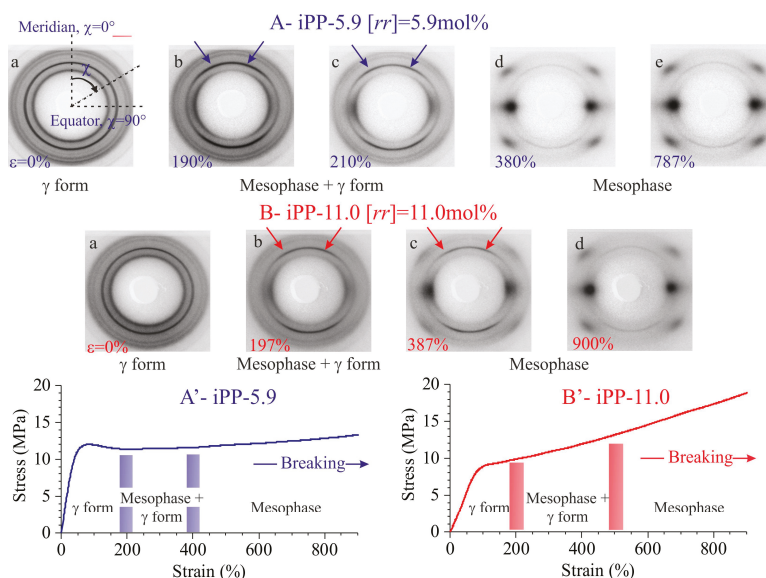 A- iPP-5.9 [rr]=5.9mol%
Meridian, χ=0°
a
b
c
d
e
χ
Equator, χ=90°
ε=0%
190%
210%
380%
787%
γ form
Mesophase + γ form
Mesophase
B- iPP-11.0 [rr]=11.0mol%
a
b
c
d
ε=0%
197%
387%
900%
γ form
Mesophase + γ form
Mesophase
A'- iPP-5.9
Stress (MPa)
20
15
10
5
0
Breaking
γ form
Mesophase +
γ form
Mesophase
0
200
400
600
800
Strain (%)
B'- iPP-11.0
Stress (MPa)
20
15
10
5
0
Breaking
γ form
Mesophase +
γ form
Mesophase
0
200
400
600
800
Strain (%)